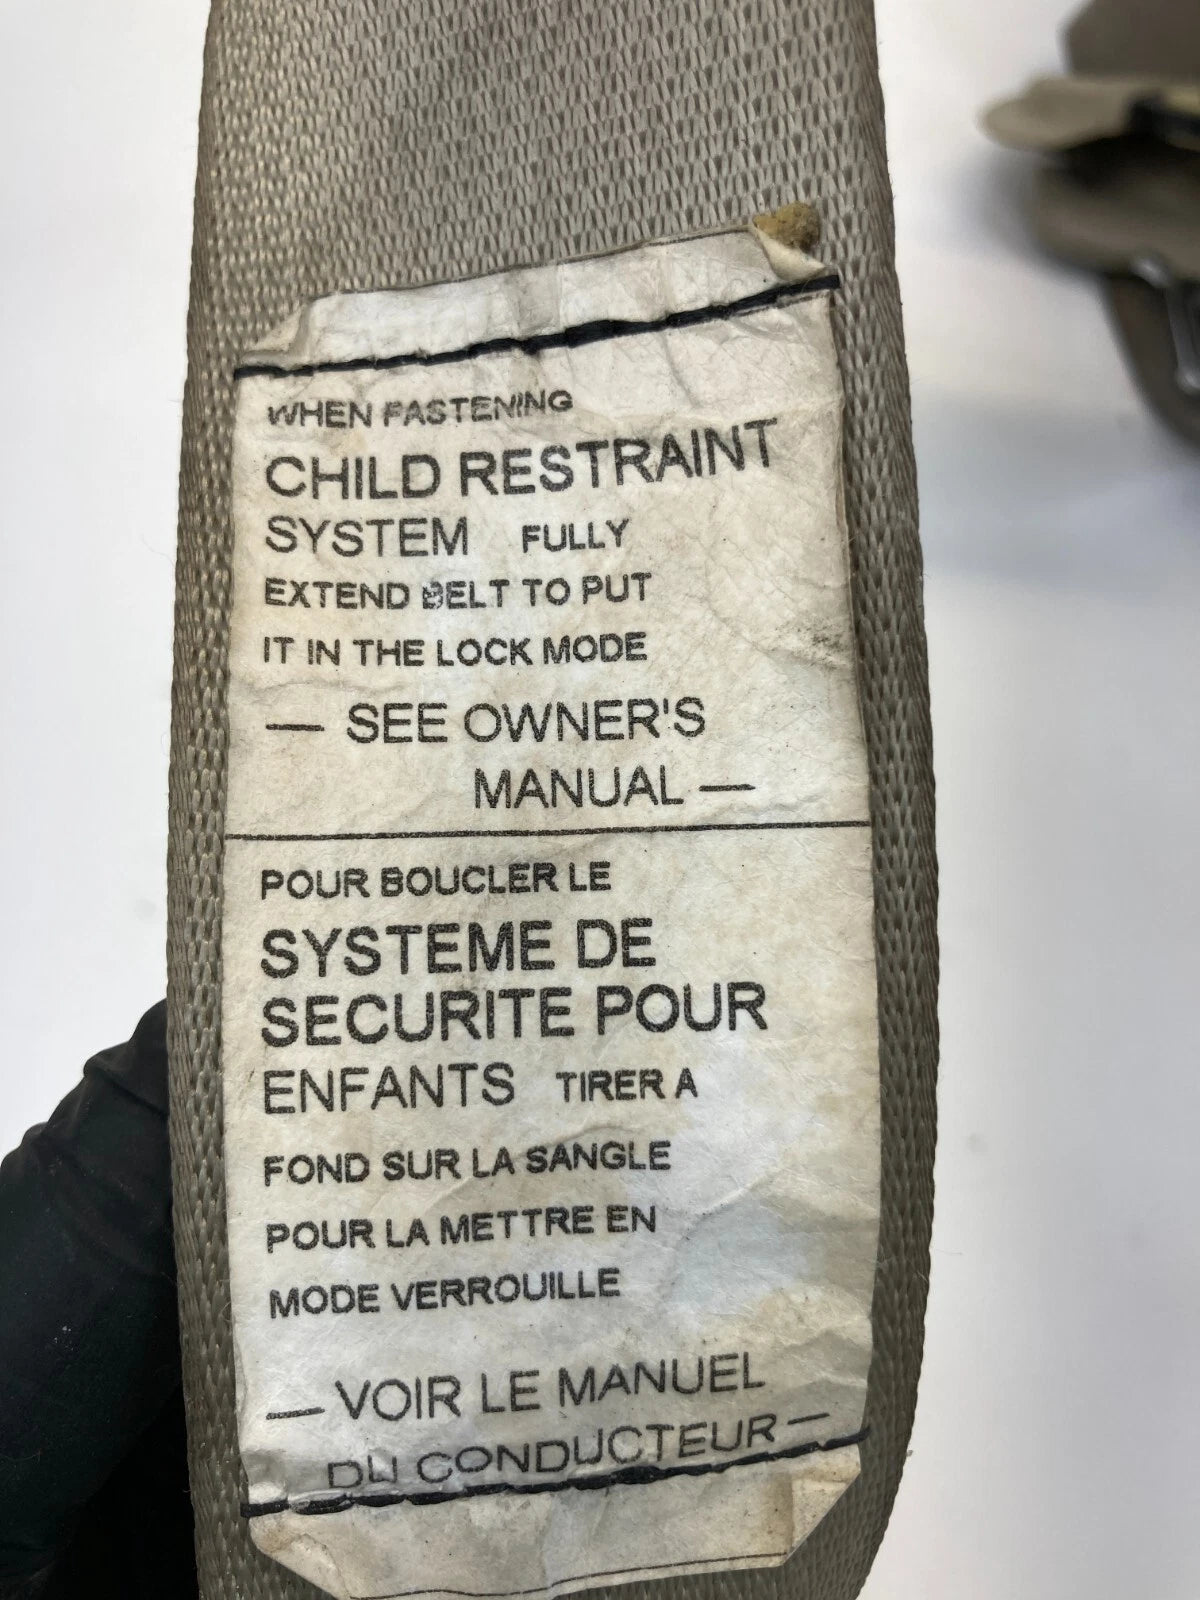 WHEN FASTENING
CHILD RESTRAINT
SYSTEM FULLY
EXTEND BELT TO PUT
IT IN THE LOCK MODE
— SEE OWNER'S
MANUAL —
POUR BOUCLER LE
SYSTEME DE
SECURITE POUR
ENFANTS TIRER A
FOND SUR LA SANGLE
POUR LA METTRE EN
MODE VERROUILLE
— VOIR LE MANUEL
DU CONDUCTEUR —